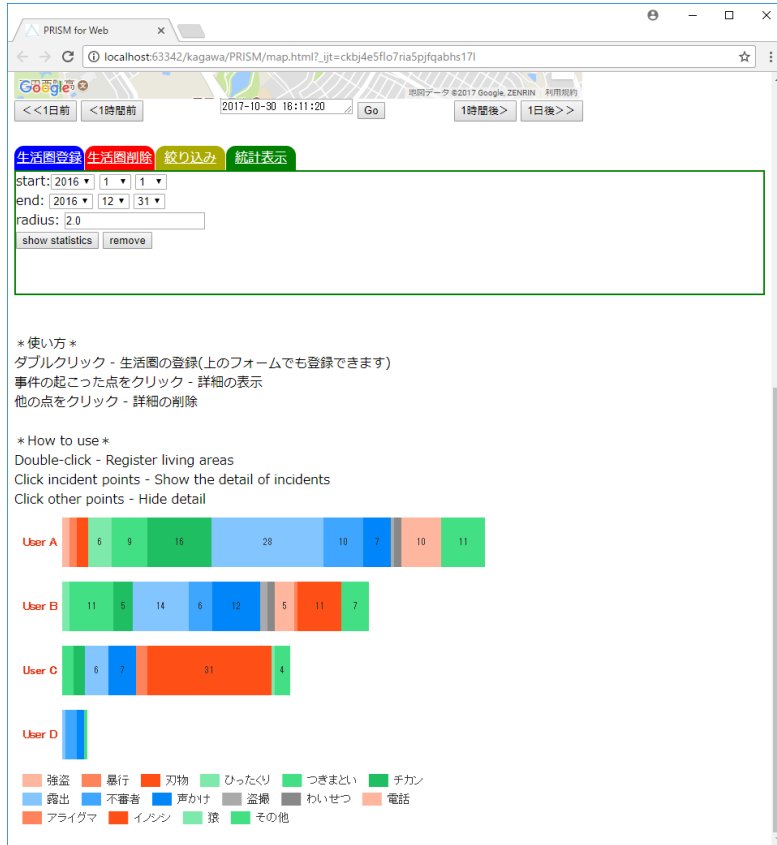 PRISM for Web
localhost:63342/kagawa/PRISM/map.html?_ijt=ckbj4e5flo7ria5pjfqabhs17l
Google
地図データ ©2017 Google, ZENRIN 利用規約
<<1日前 <1時間前 2017-10-30 16:11:20 Go 1時間後> 1日後>>
生活圏登録 生活圏削除 絞り込み 統計表示
start: 2016 1 1
end: 2016 12 31
radius: 2.0
show statistics remove
＊使い方＊
ダブルクリック - 生活圏の登録(上のフォームでも登録できます)
事件の起こった点をクリック - 詳細の表示
他の点をクリック - 詳細の削除
＊How to use＊
Double-click - Register living areas
Click incident points - Show the detail of incidents
Click other points - Hide detail
User A 6 9 16 28 10 7 10 11
User B 11 5 14 6 12 5 11 7
User C 6 7 31 4
User D
強盗 暴行 刃物 ひったくり つきまとい チカン
露出 不審者 声かけ 盗撮 わいせつ 電話
アライグマ イノシシ 猿 その他